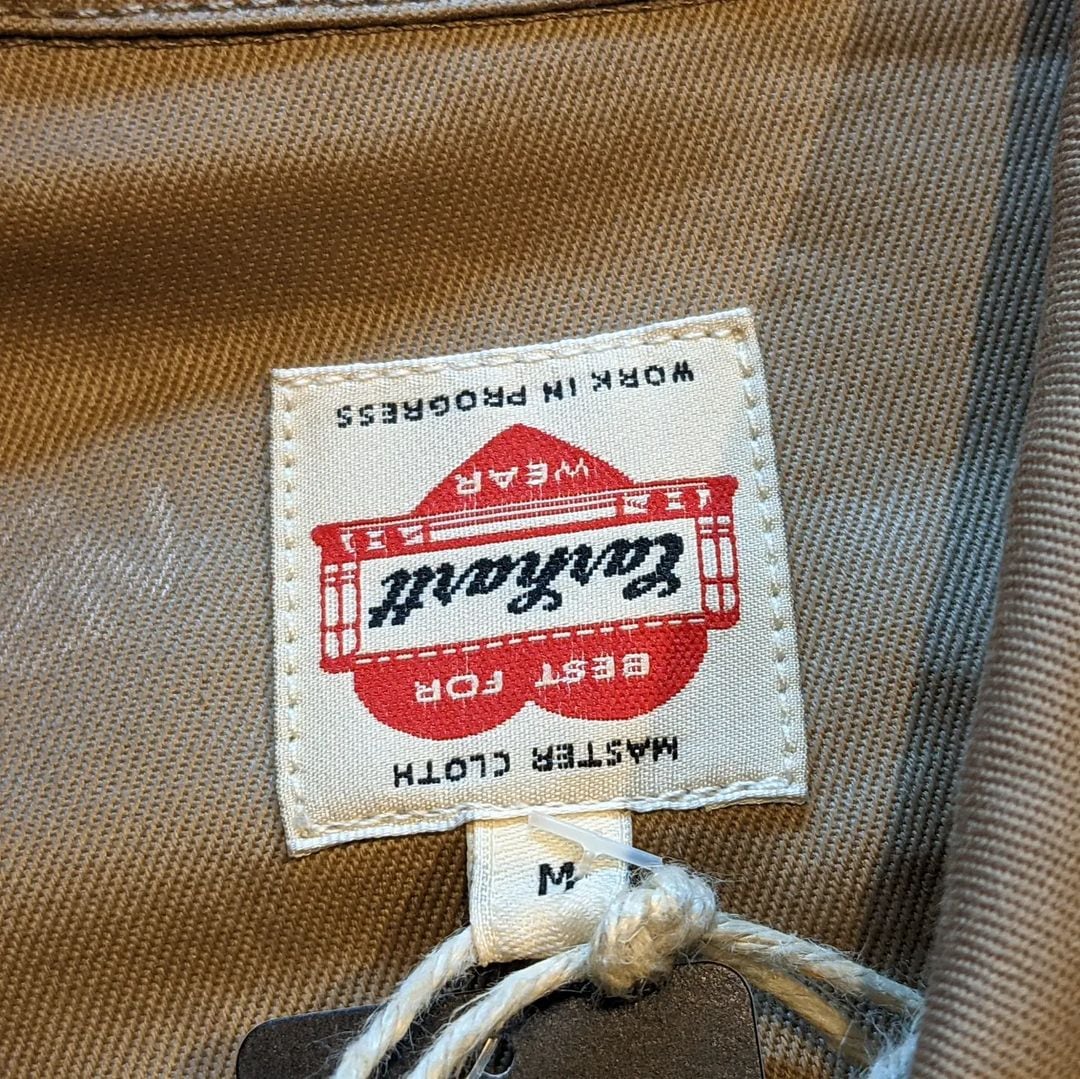 MASTER CLOTH
BEST FOR
Carhartt
WEAR
WORK IN PROGRESS